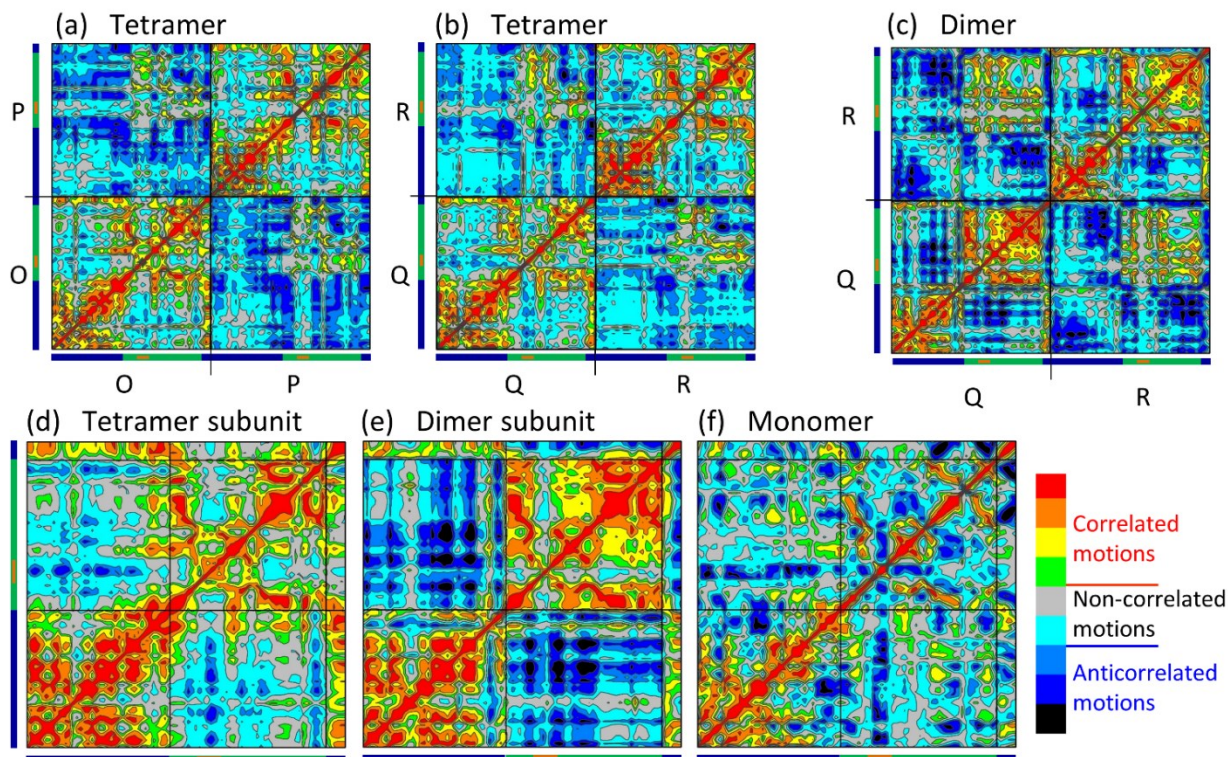 (a) Tetramer
(b) Tetramer
(c) Dimer
P
O
O P
R
Q
Q R
R
Q
Q R
(d) Tetramer subunit
(e) Dimer subunit
(f) Monomer
Correlated
motions
Non-correlated
motions
Anticorrelated
motions